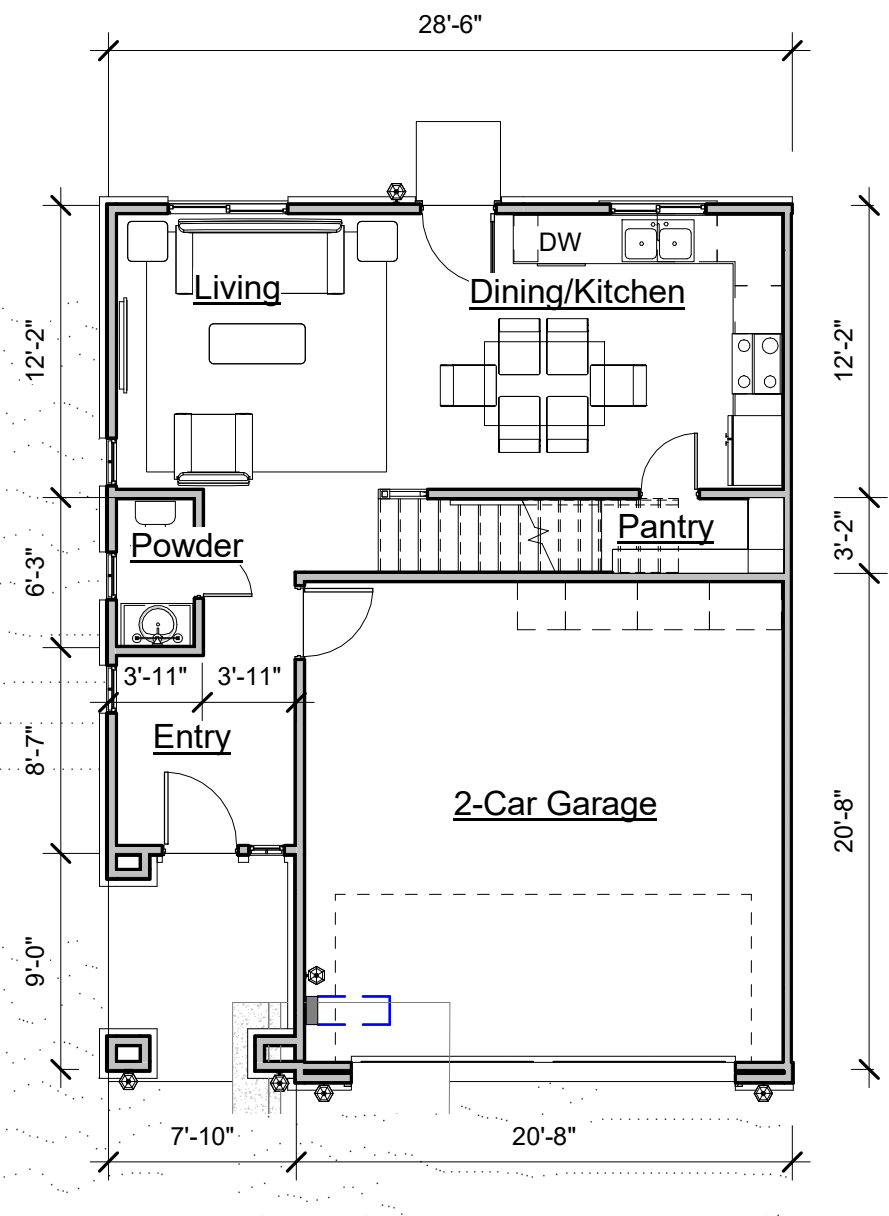 28'-6"
DW
Living
Dining/Kitchen
12'-2"
12'-2"
Powder
Pantry
6'-3"
3'-2"
3'-11"
3'-11"
Entry
8'-7"
2-Car Garage
20'-8"
9'-0"
7'-10"
20'-8"